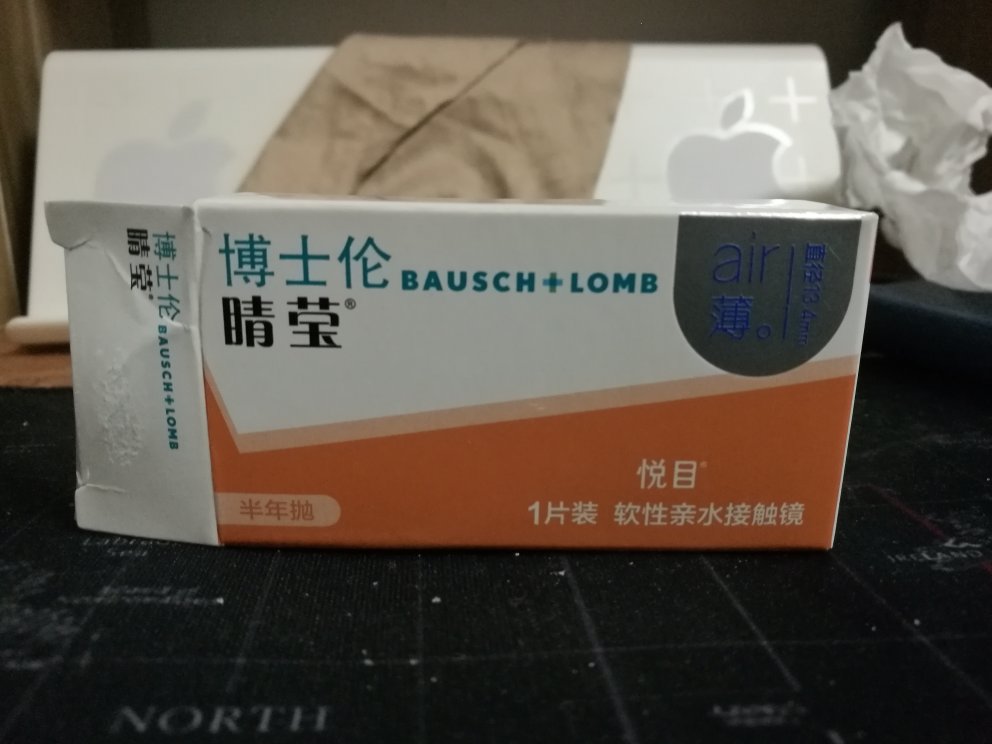 博士伦 BAUSCH+LOMB
睛莹®
air
薄。
直径13.4mm
悦目®
1片装 软性亲水接触镜
半年抛
博士伦 BAUSCH+LOMB
睛莹®
IRELAND
NORTH